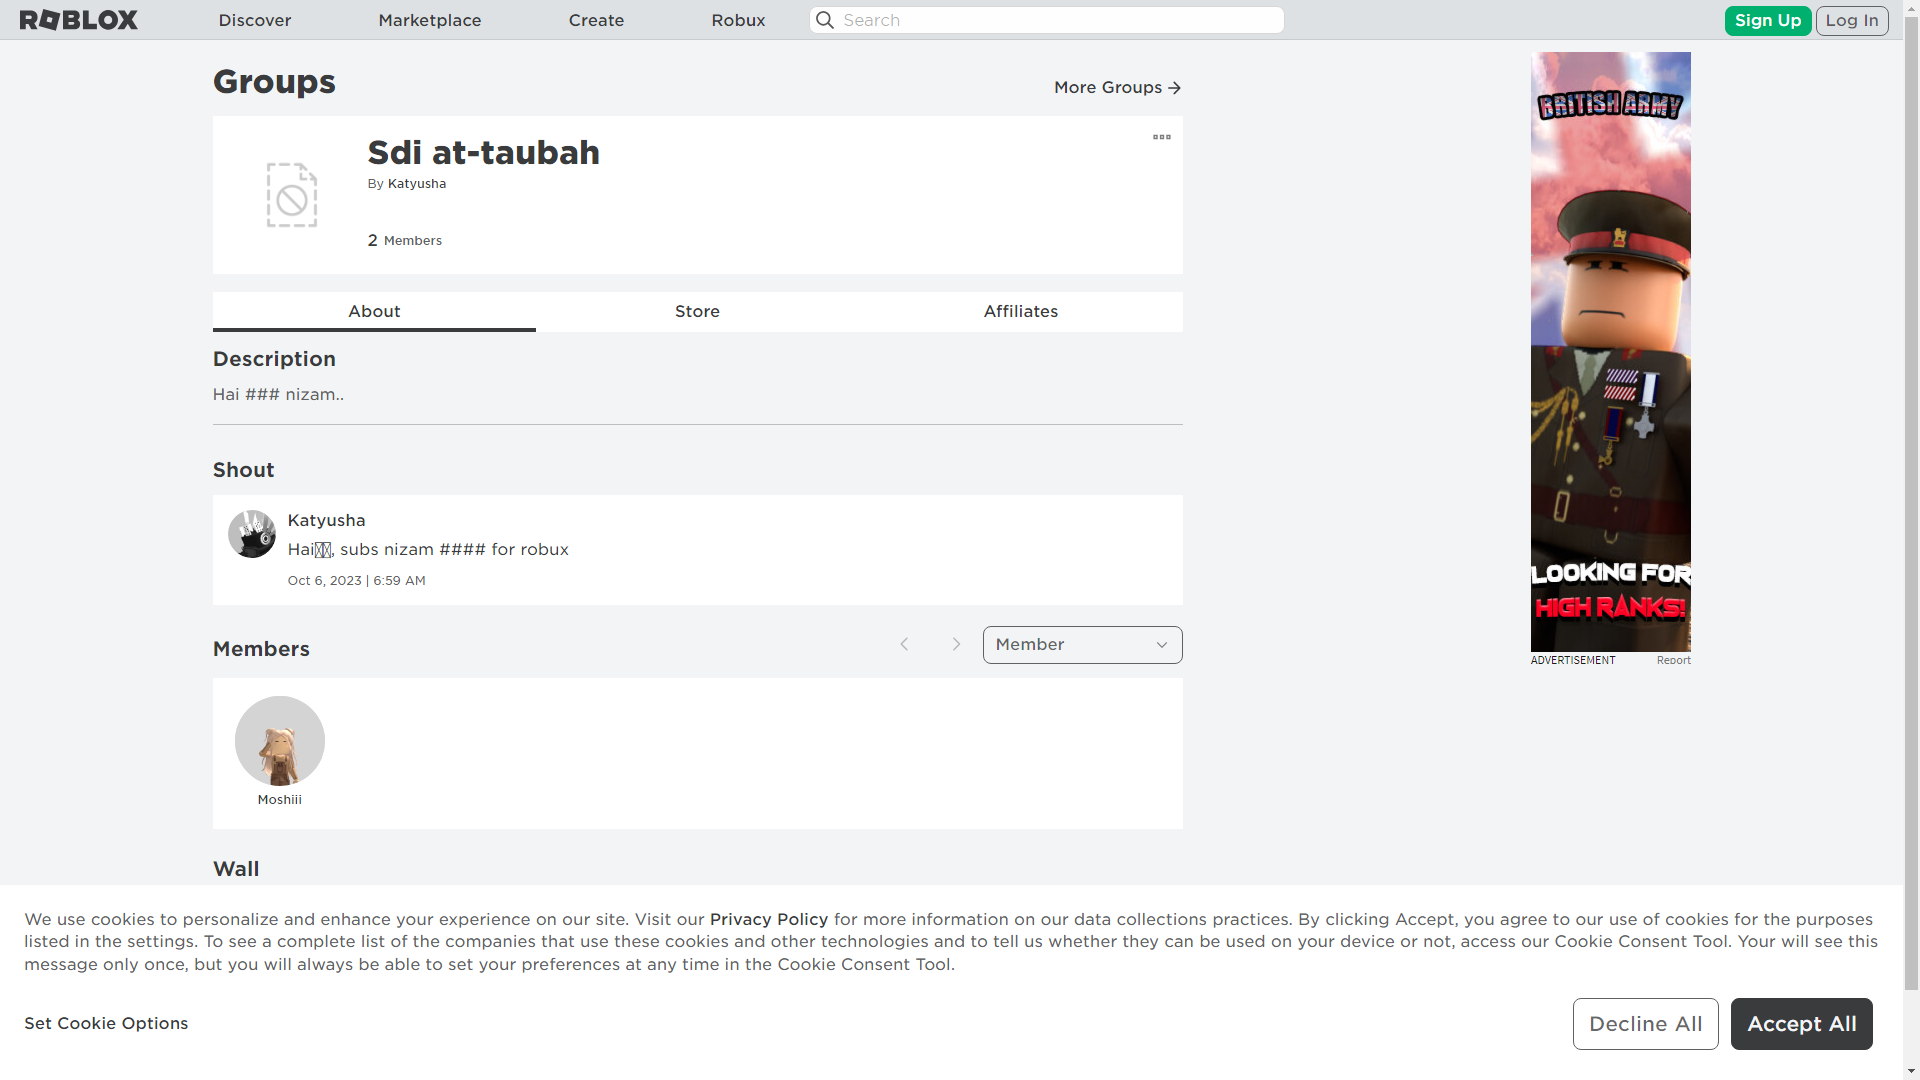 ROBLOX
Discover
Marketplace
Create
Robux
Search
Sign Up
Log In
Groups
More Groups
Sdi at-taubah
By Katyusha
2 Members
About
Store
Affiliates
Description
Hai ### nizam..
Shout
Katyusha
Hai, subs nizam #### for robux
Oct 6, 2023 | 6:59 AM
Members
Member
Moshiii
Wall
BRITISH ARMY
LOOKING FOR
HIGH RANKS!
ADVERTISEMENT
Report
We use cookies to personalize and enhance your experience on our site. Visit our Privacy Policy for more information on our data collections practices. By clicking Accept, you agree to our use of cookies for the purposes
listed in the settings. To see a complete list of the companies that use these cookies and other technologies and to tell us whether they can be used on your device or not, access our Cookie Consent Tool. Your will see this
message only once, but you will always be able to set your preferences at any time in the Cookie Consent Tool.
Set Cookie Options
Decline All
Accept All